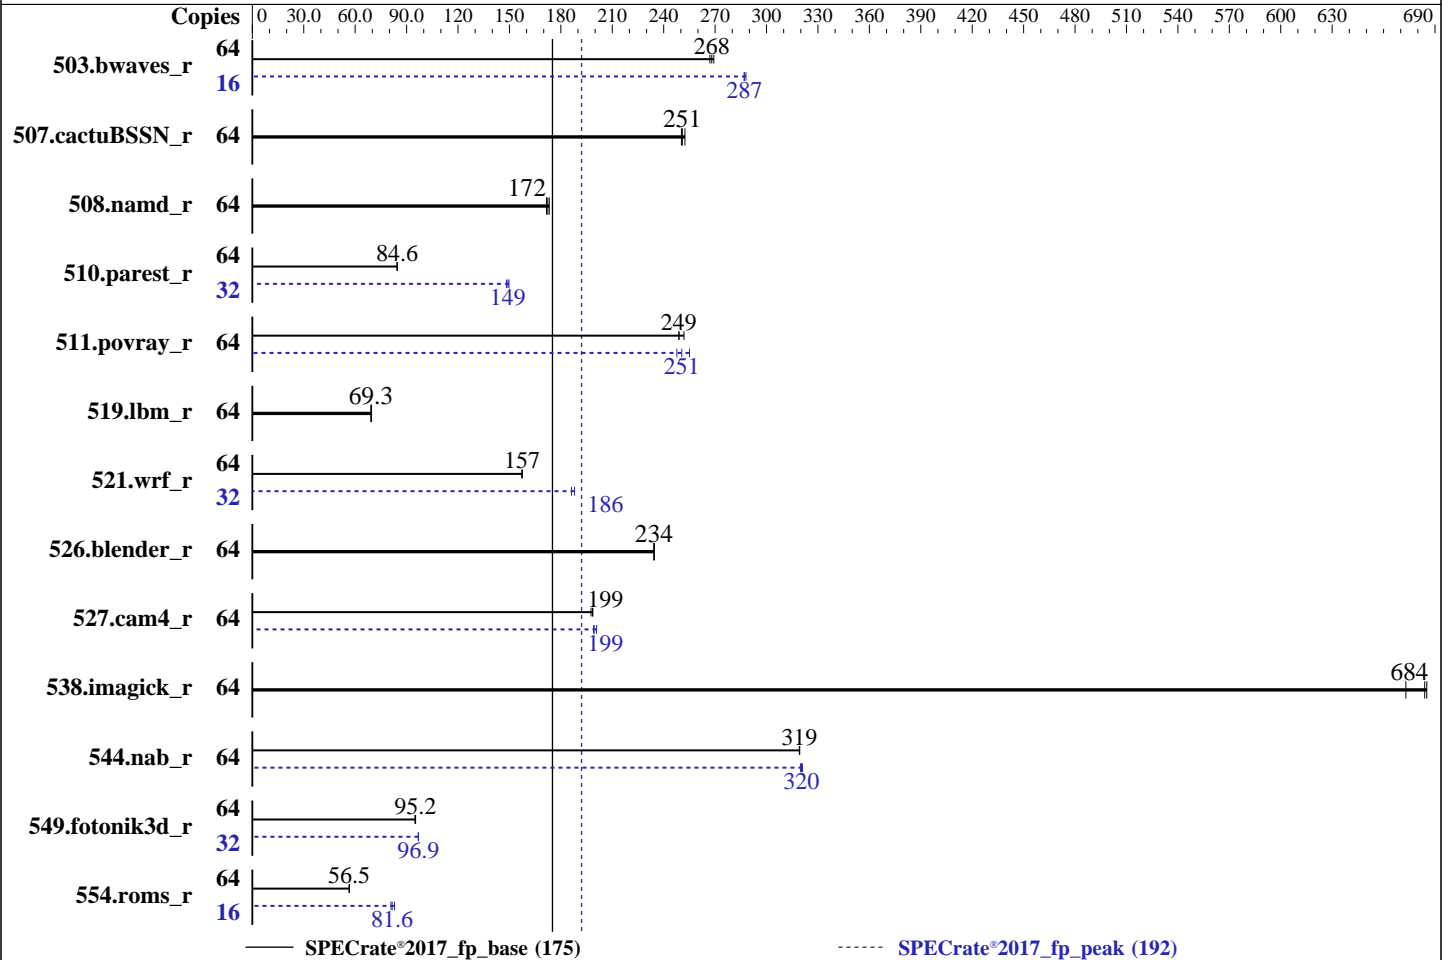 Copies 0 30.0 60.0 90.0 120 150 180 210 240 270 300 330 360 390 420 450 480 510 540 570 600 630 690
503.bwaves_r 64 268
16 287
507.cactuBSSN_r 64 251
508.namd_r 64 172
510.parest_r 64 84.6
32 149
511.povray_r 64 249
251
519.lbm_r 64 69.3
521.wrf_r 64 157
32 186
526.blender_r 64 234
527.cam4_r 64 199
199
538.imagick_r 64 684
544.nab_r 64 319
320
549.fotonik3d_r 64 95.2
32 96.9
554.roms_r 64 56.5
16 81.6
SPECrate®2017_fp_base (175) SPECrate®2017_fp_peak (192)